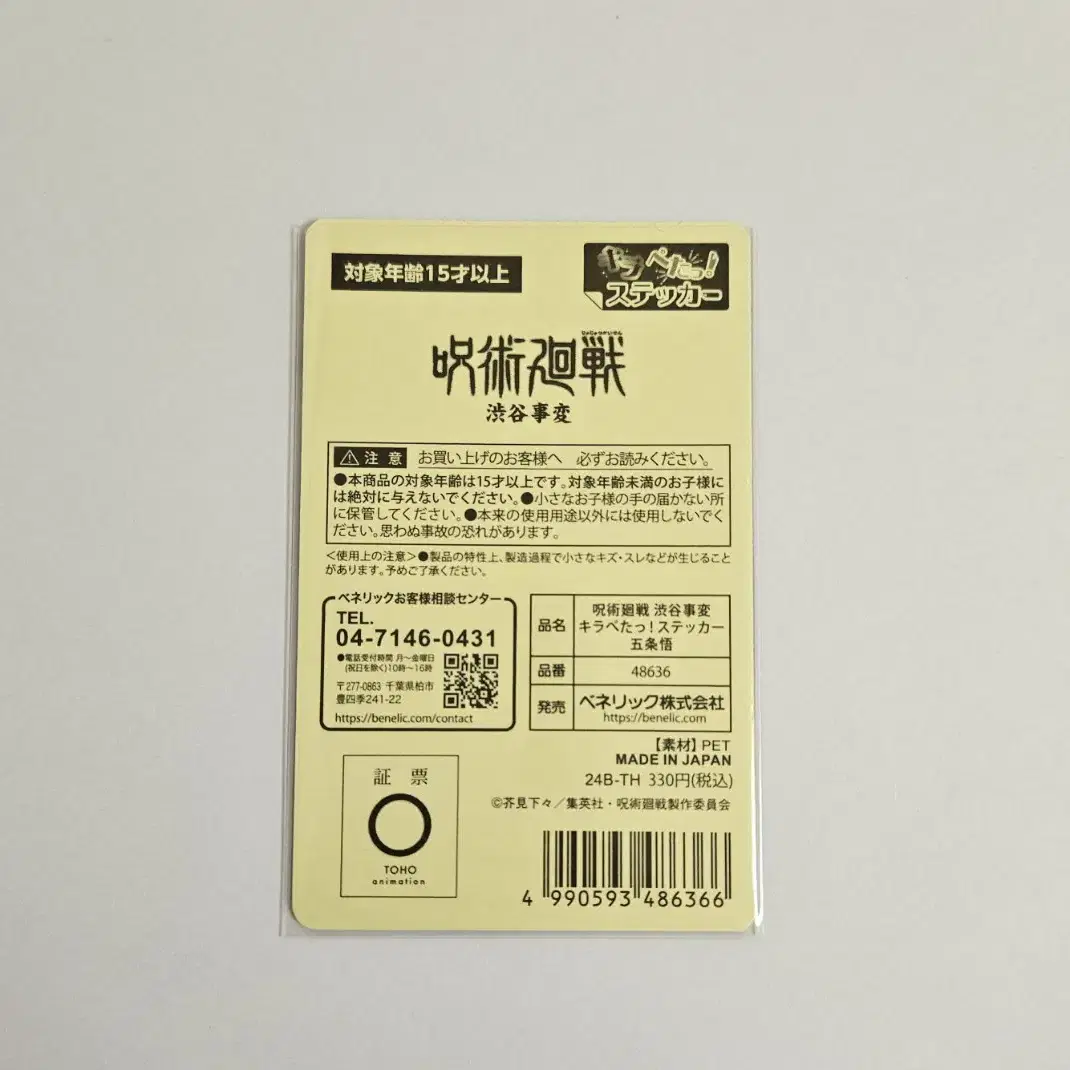 対象年齢15才以上
キラぺたっ!
ステッカー
じゅじゅつかいせん
呪術廻戦
渋谷事変
⚠注 意 お買い上げのお客様へ 必ずお読みください。
●本商品の対象年齢は15才以上です。対象年齢未満のお子様に
は絶対に与えないでください。●小さなお子様の手の届かない所
に保管してください。●本来の使用用途以外には使用しないでく
ださい。思わぬ事故の恐れがあります。
<使用上の注意>●製品の特性上、製造過程で小さなキズ・スレなどが生じること
があります。予めご了承ください。
ベネリックお客様相談センター
TEL.
04-7146-0431
●電話受付時間 月〜金曜日
(祝日を除く)10時〜16時
〒277-0863 千葉県柏市
豊四季241-22
https://benelic.com/contact
品名
呪術廻戦 渋谷事変
キラぺたっ!ステッカー
五条悟
品番 48636
発売 ベネリック株式会社
https://benelic.com
【素材】PET
MADE IN JAPAN
24B-TH 330円(税込)
©芥見下々/集英社・呪術廻戦製作委員会
証 票
TOHO
animation
4 990593 486366